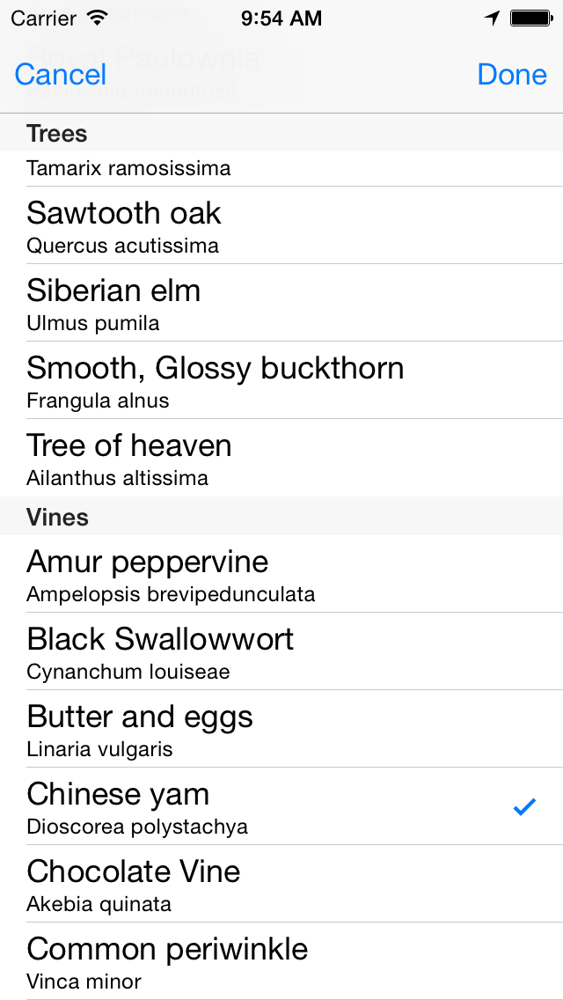 Carrier 9:54 AM
Royal Paulownia
Paulownia tomentosa
Cancel Done
Trees
Tamarix ramosissima
Sawtooth oak
Quercus acutissima
Siberian elm
Ulmus pumila
Smooth, Glossy buckthorn
Frangula alnus
Tree of heaven
Ailanthus altissima
Vines
Amur peppervine
Ampelopsis brevipedunculata
Black Swallowwort
Cynanchum louiseae
Butter and eggs
Linaria vulgaris
Chinese yam
Dioscorea polystachya
Chocolate Vine
Akebia quinata
Common periwinkle
Vinca minor